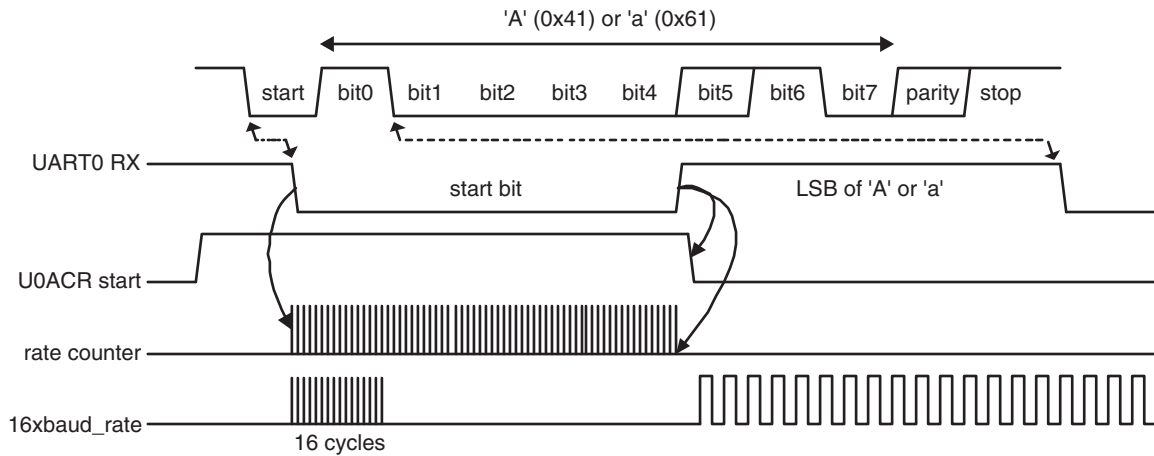 'A' (0x41) or 'a' (0x61)
start bit0 bit1 bit2 bit3 bit4 bit5 bit6 bit7 parity stop
UART0 RX
start bit
LSB of 'A' or 'a'
U0ACR start
rate counter
16xbaud_rate
16 cycles